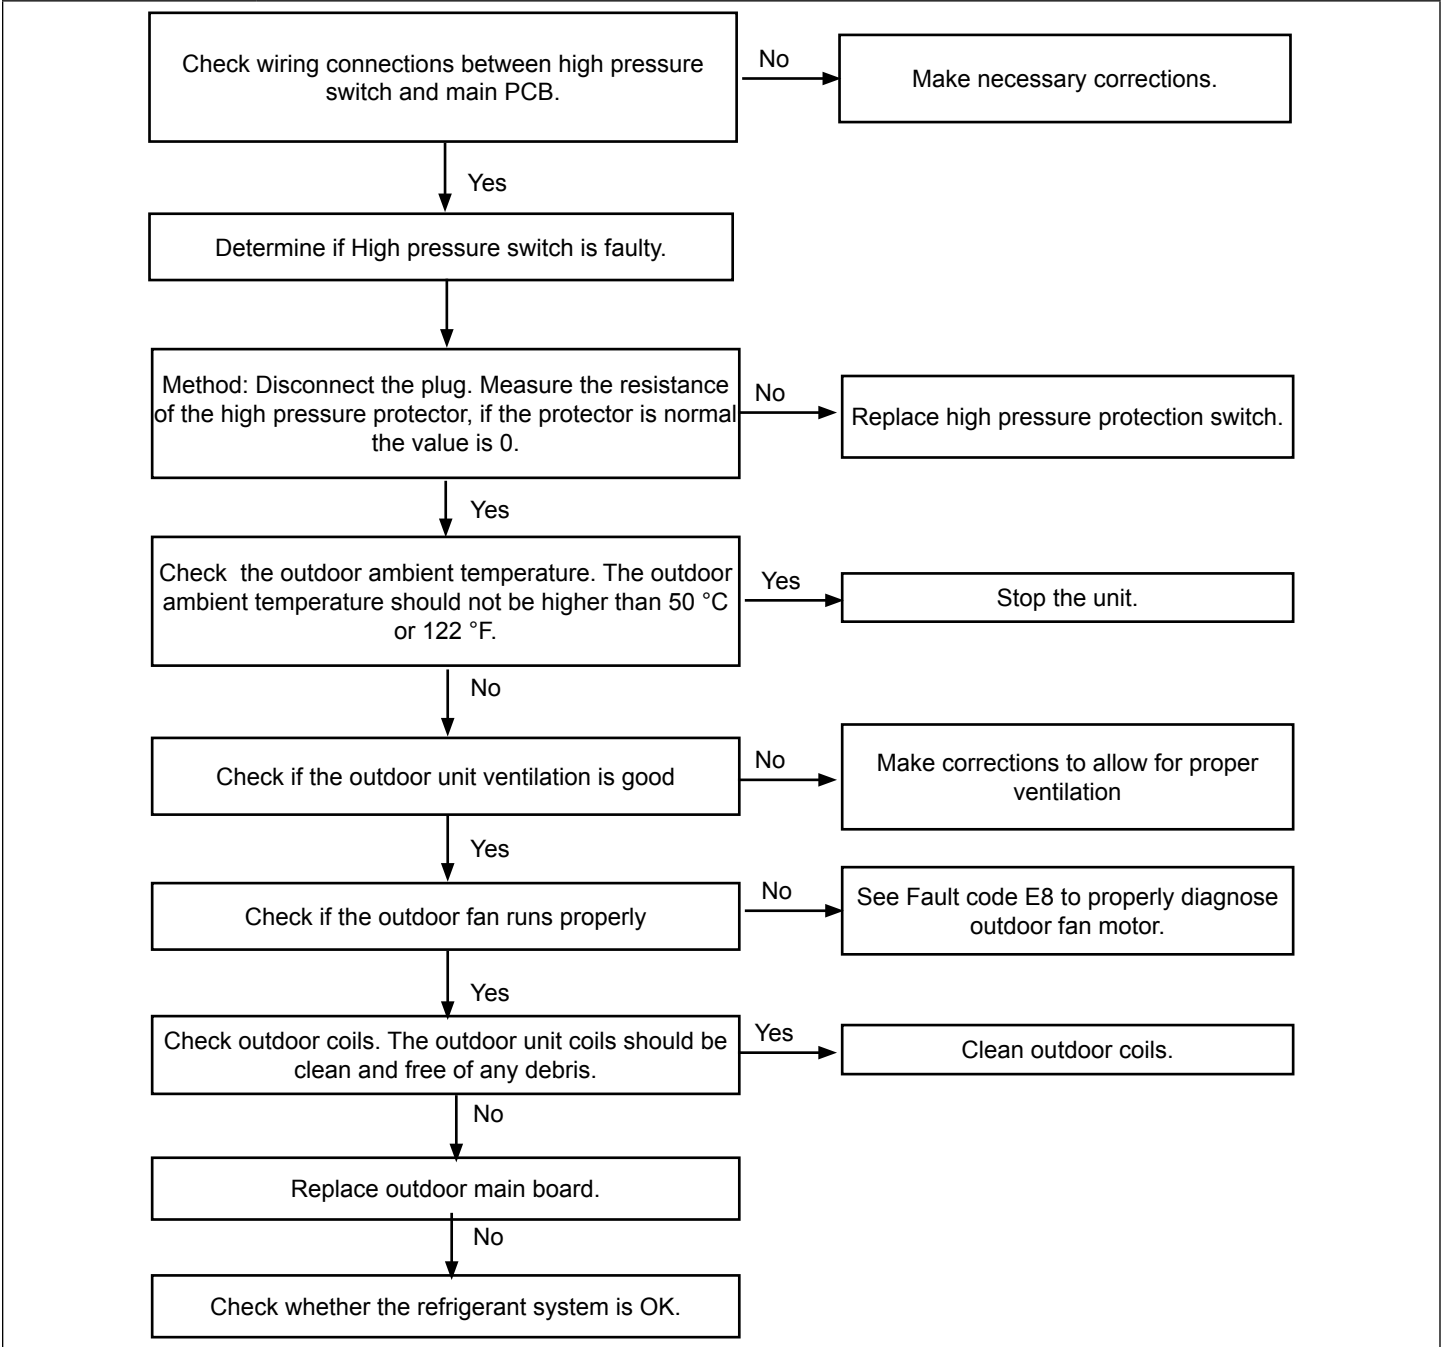 Check wiring connections between high pressure
switch and main PCB.
No
Make necessary corrections.
Yes
Determine if High pressure switch is faulty.
Method: Disconnect the plug. Measure the resistance
of the high pressure protector, if the protector is normal
the value is 0.
No
Replace high pressure protection switch.
Yes
Check  the outdoor ambient temperature. The outdoor
ambient temperature should not be higher than 50 °C
or 122 °F.
Yes
Stop the unit.
No
Check if the outdoor unit ventilation is good
No
Make corrections to allow for proper
ventilation
Yes
Check if the outdoor fan runs properly
No
See Fault code E8 to properly diagnose
outdoor fan motor.
Yes
Check outdoor coils. The outdoor unit coils should be
clean and free of any debris.
Yes
Clean outdoor coils.
No
Replace outdoor main board.
No
Check whether the refrigerant system is OK.